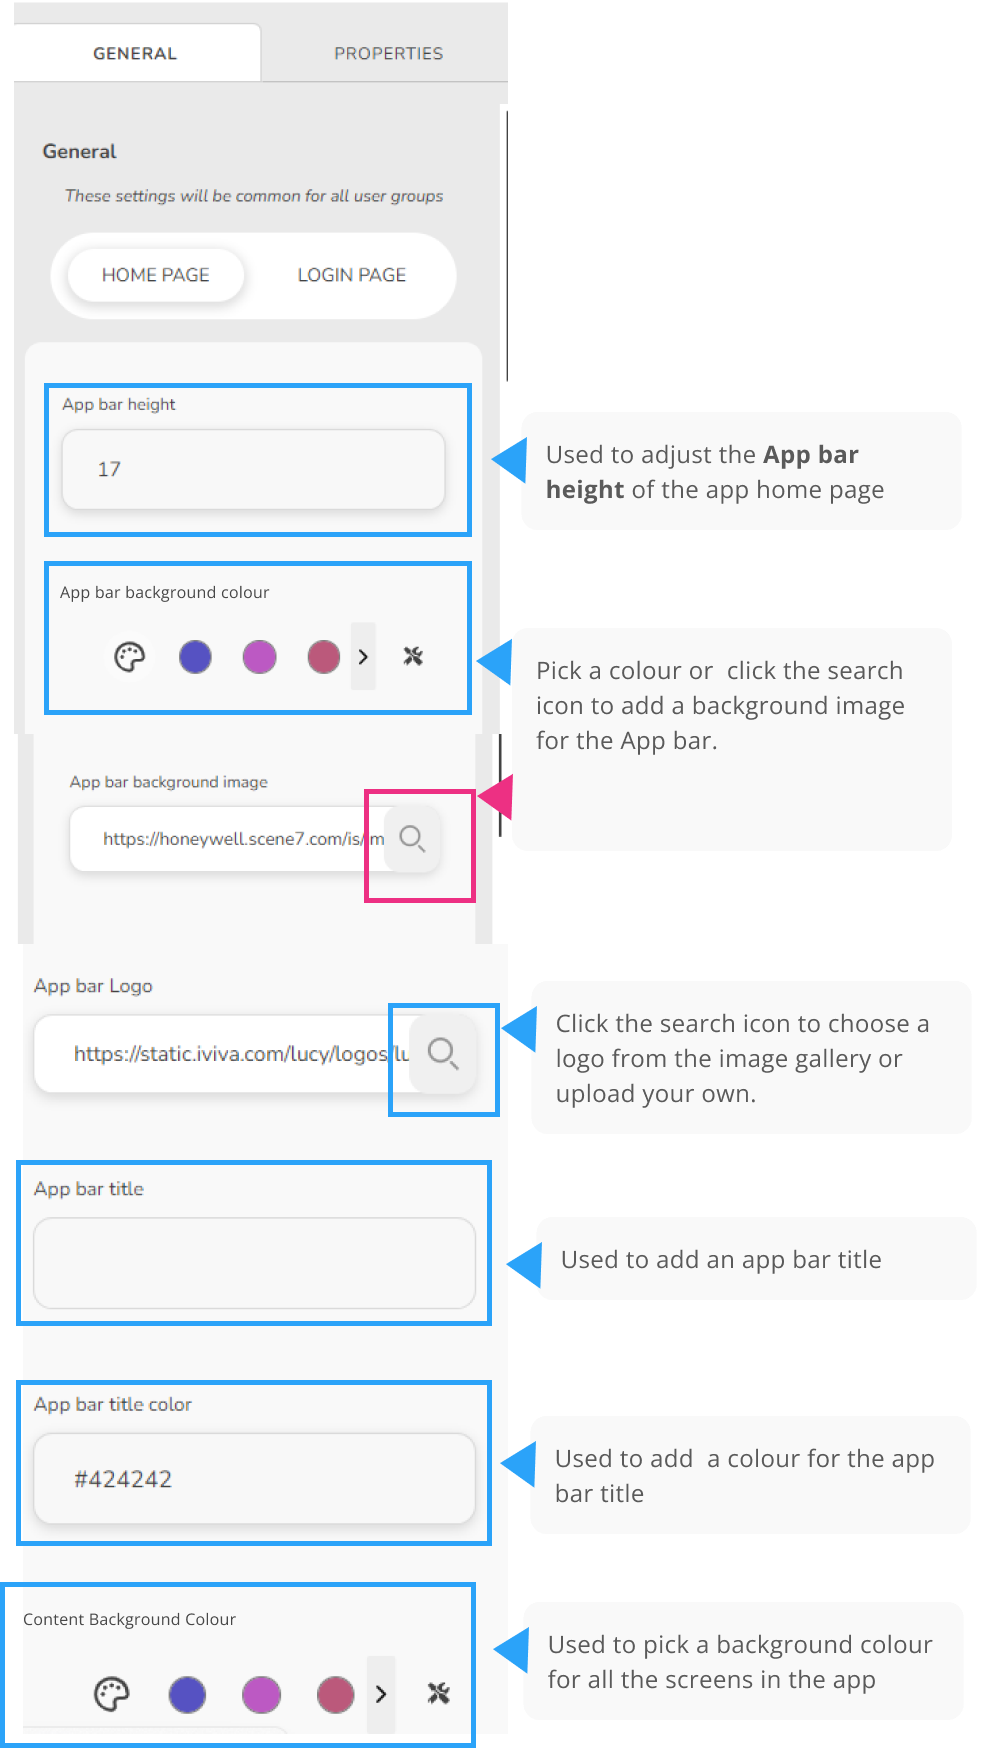 GENERAL
PROPERTIES
General
These settings will be common for all user groups
HOME PAGE
LOGIN PAGE
App bar height
17
Used to adjust the App bar
height of the app home page
App bar background colour
Pick a colour or  click the search
icon to add a background image
for the App bar.
App bar background image
https://honeywell.scene7.com/is/im
App bar Logo
https://static.iviva.com/lucy/logos/lu
Click the search icon to choose a
logo from the image gallery or
upload your own.
App bar title
Used to add an app bar title
App bar title color
#424242
Used to add  a colour for the app
bar title
Content Background Colour
Used to pick a background colour
for all the screens in the app